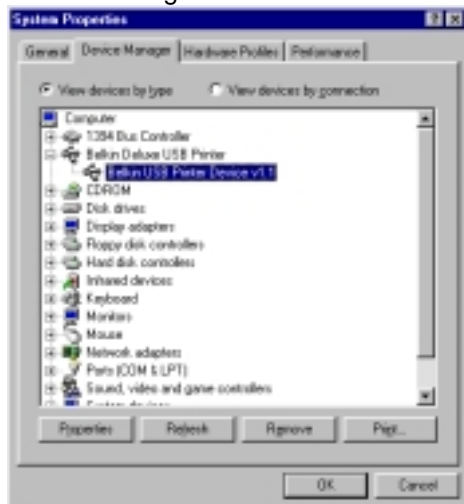 System Properties
General Device Manager Hardware Profiles Performance
View devices by type View devices by connection
Computer
1394 Bus Controller
Belkin Deluxe USB Printer
Belkin USB Printer Device v1.1
CDROM
Disk drives
Display adapters
Floppy disk controllers
Hard disk controllers
Infrared devices
Keyboard
Monitors
Mouse
Network adapters
Ports (COM & LPT)
Sound, video and game controllers
Properties Refresh Remove Print...
OK Cancel